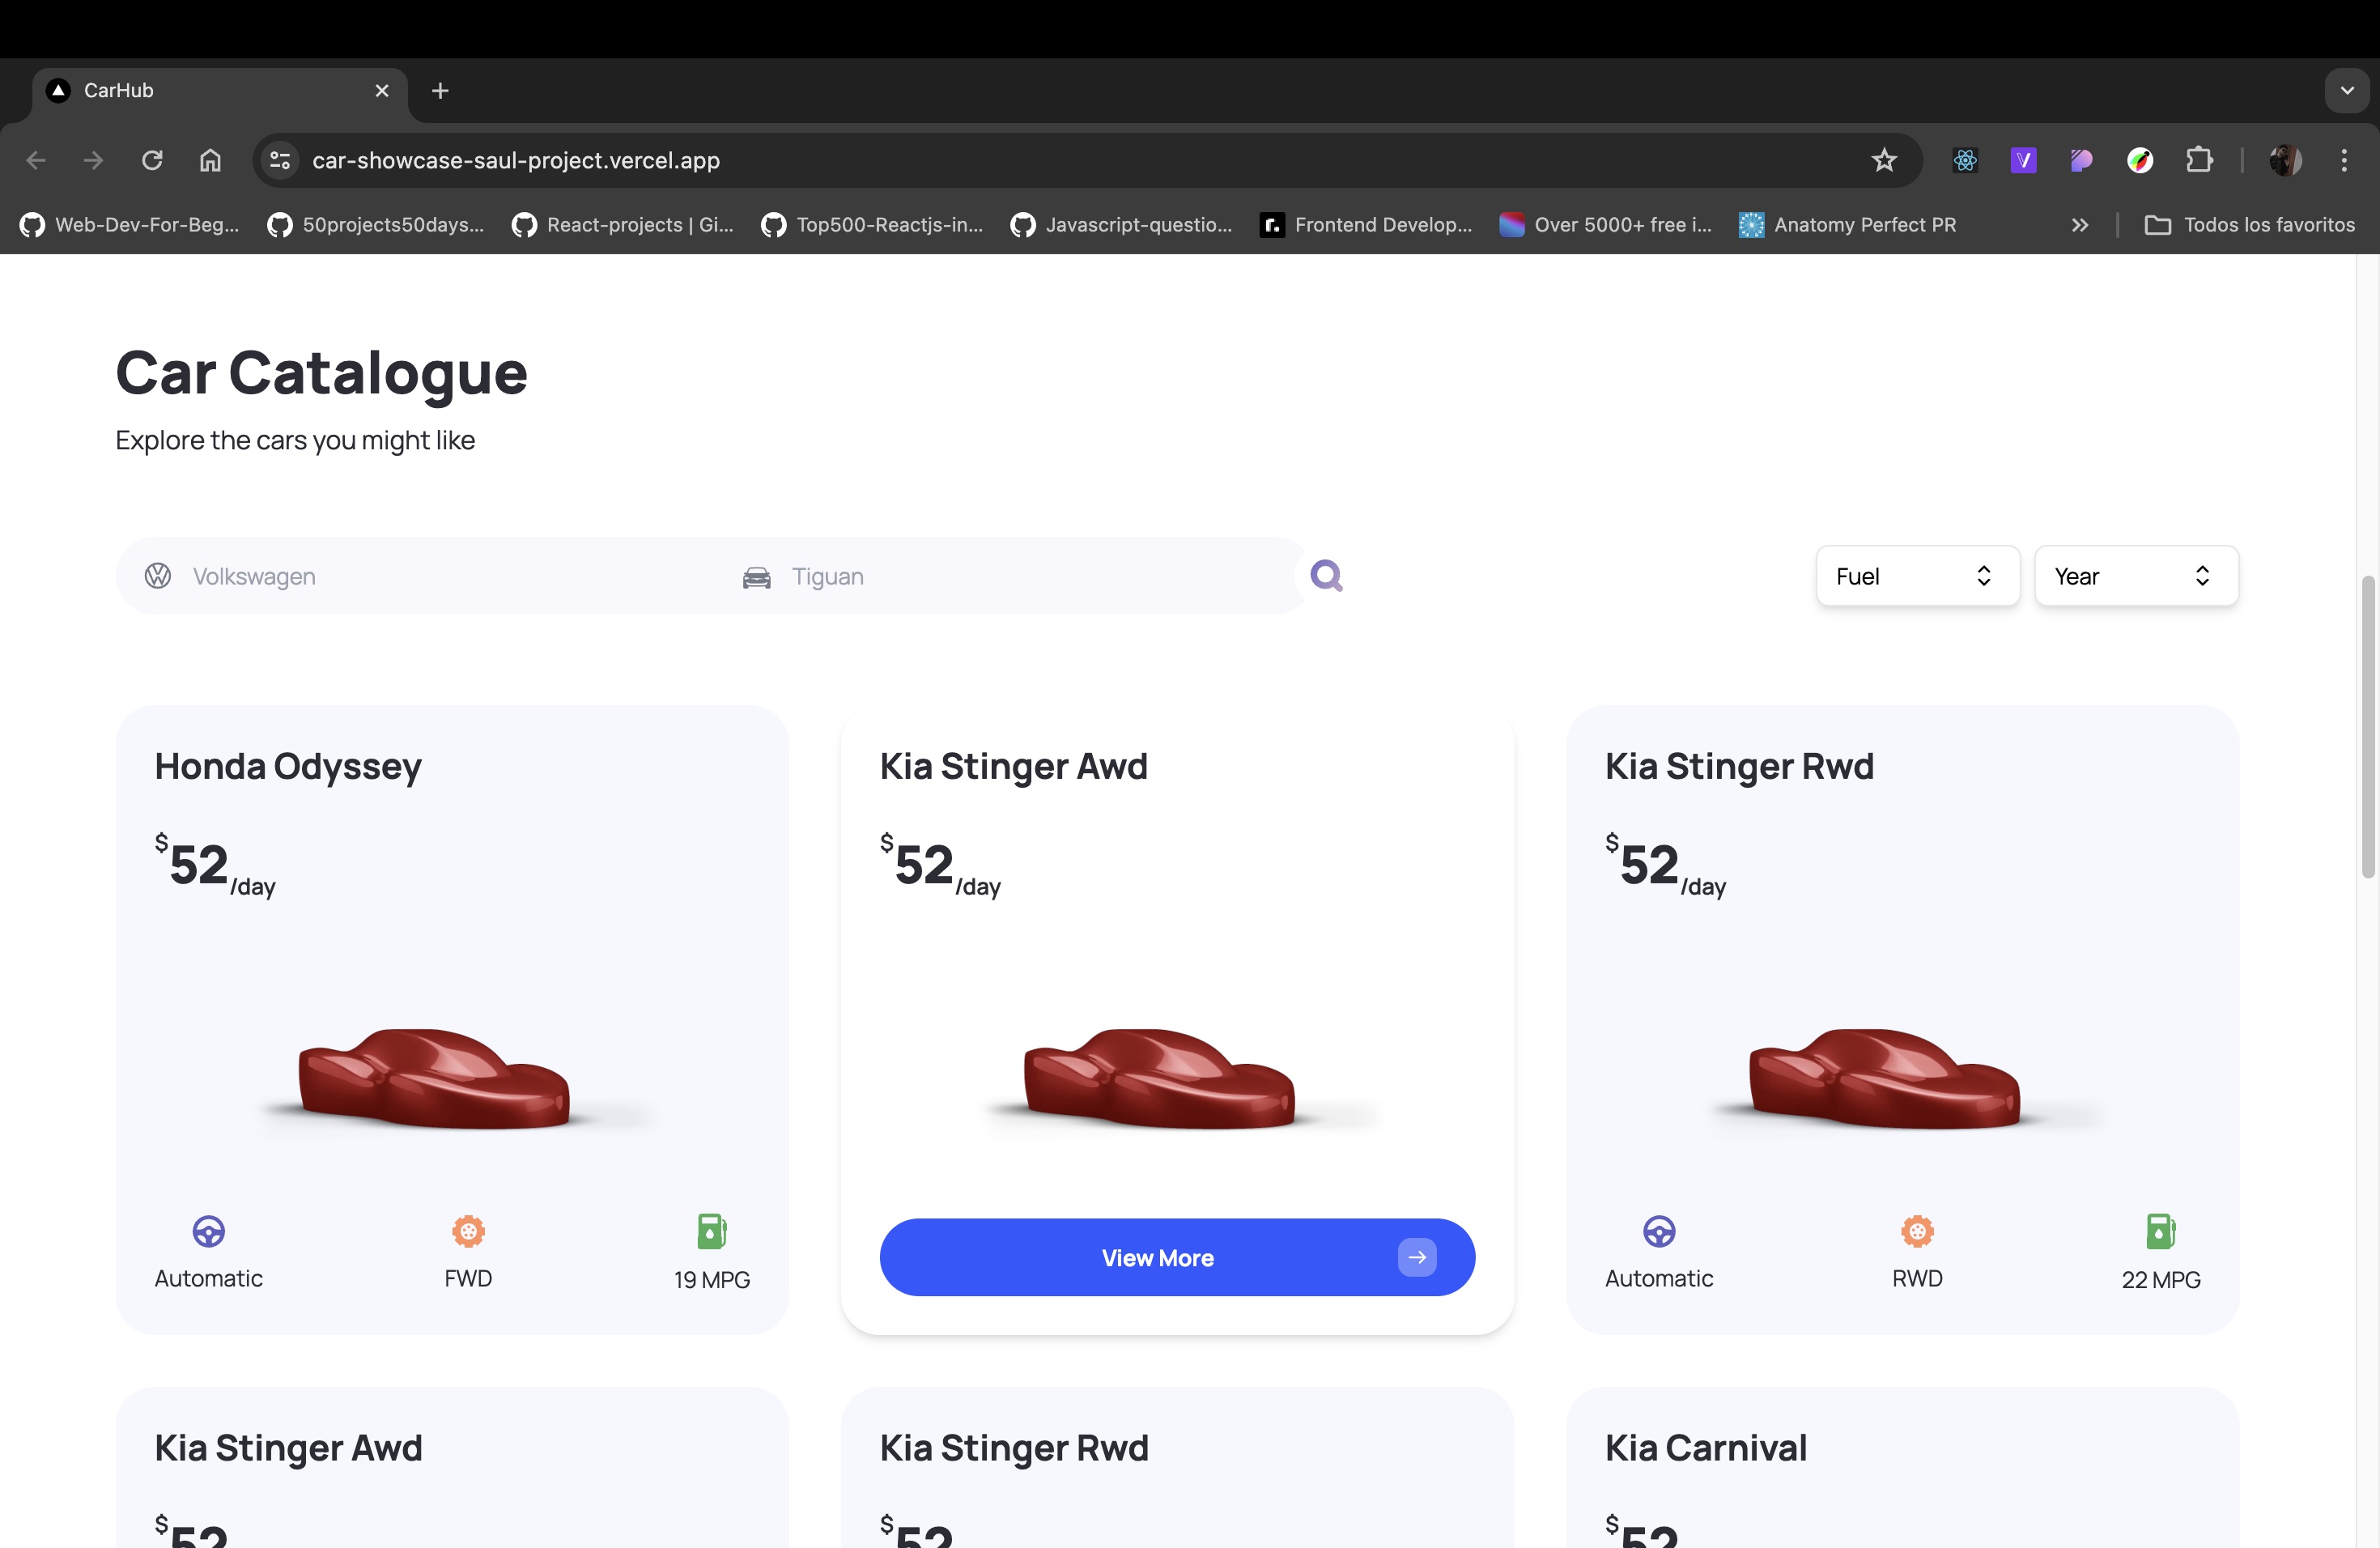 CarHub
car-showcase-saul-project.vercel.app
Web-Dev-For-Beg... 50projects50days... React-projects | Gi... Top500-Reactjs-in... Javascript-questio... Frontend Develop... Over 5000+ free i... Anatomy Perfect PR Todos los favoritos
Car Catalogue
Explore the cars you might like
Volkswagen Tiguan Fuel Year
Honda Odyssey
$52/day
Automatic FWD 19 MPG
Kia Stinger Awd
$52/day
View More
Kia Stinger Rwd
$52/day
Automatic RWD 22 MPG
Kia Stinger Awd
$52
Kia Stinger Rwd
$52
Kia Carnival
$52